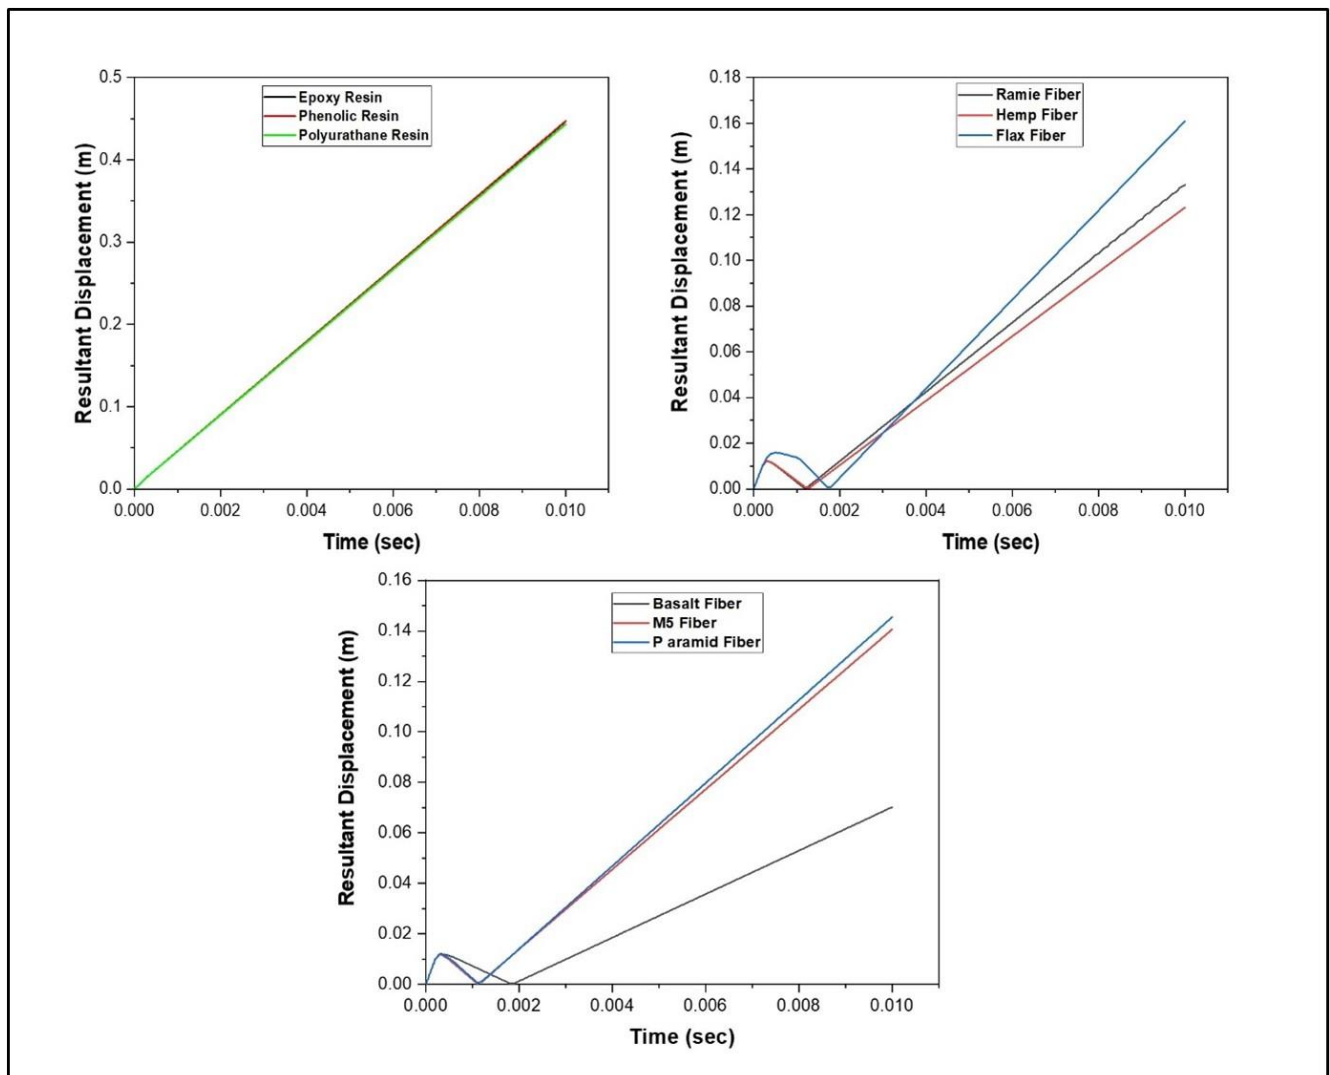 Epoxy Resin
Phenolic Resin
Polyurathane Resin
Resultant Displacement (m)
0.5
0.4
0.3
0.2
0.1
0.0
0.000 0.002 0.004 0.006 0.008 0.010
Time (sec)
Ramie Fiber
Hemp Fiber
Flax Fiber
Resultant Displacement (m)
0.18
0.16
0.14
0.12
0.10
0.08
0.06
0.04
0.02
0.00
0.000 0.002 0.004 0.006 0.008 0.010
Time (sec)
Basalt Fiber
M5 Fiber
P aramid Fiber
Resultant Displacement (m)
0.16
0.14
0.12
0.10
0.08
0.06
0.04
0.02
0.00
0.000 0.002 0.004 0.006 0.008 0.010
Time (sec)